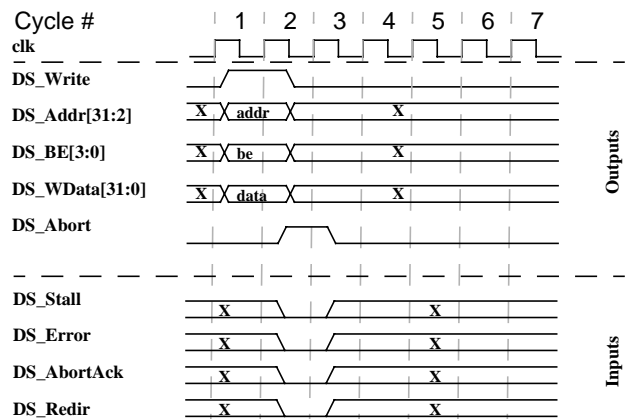 Cycle # 1 2 3 4 5 6 7
clk
DS_Write
DS_Addr[31:2] X addr X
DS_BE[3:0] X be X
DS_WData[31:0] X data X
DS_Abort
Outputs
DS_Stall X X
DS_Error X X
DS_AbortAck X X
DS_Redir X X
Inputs